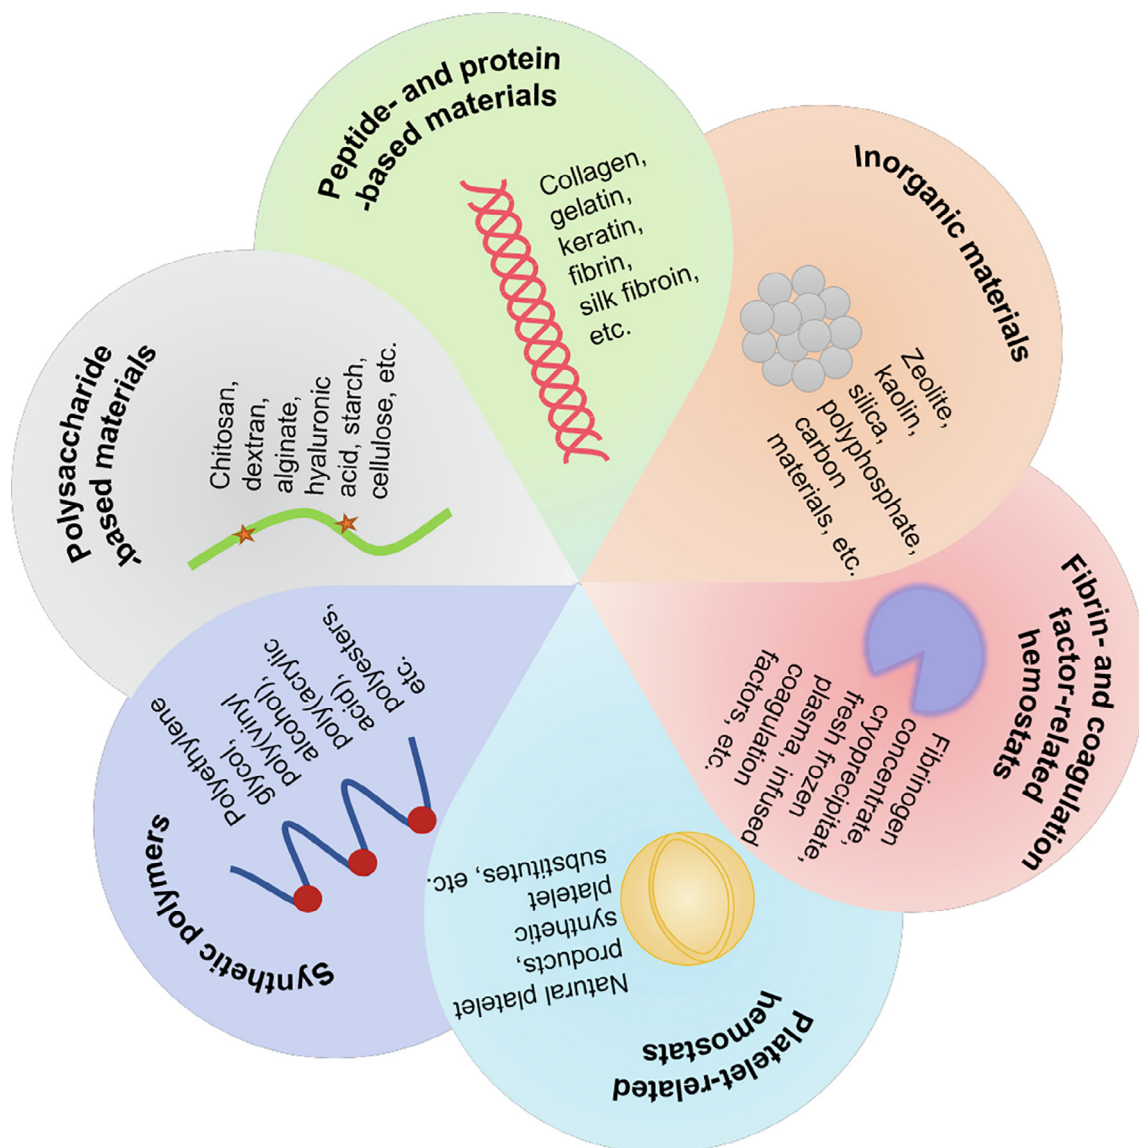 Peptide- and protein
-based materials
Collagen,
gelatin,
keratin,
fibrin,
silk fibroin,
etc.
Inorganic materials
Zeolite,
kaolin,
silica,
polyphosphate,
carbon
materials, etc.
Fibrin- and coagulation
factor-related
hemostats
Fibrinogen
concentrate,
cryoprecipitate,
fresh frozen
plasma, infused
coagulation
factors, etc.
Platelet-related
hemostats
Natural platelet
products,
synthetic
platelet
substitutes, etc.
Synthetic polymers
Polyethylene
glycol,
poly(vinyl
alcohol),
poly(acrylic
acid),
polyesters,
etc.
Polysaccharide
-based materials
Chitosan,
dextran,
alginate,
hyaluronic
acid, starch,
cellulose, etc.